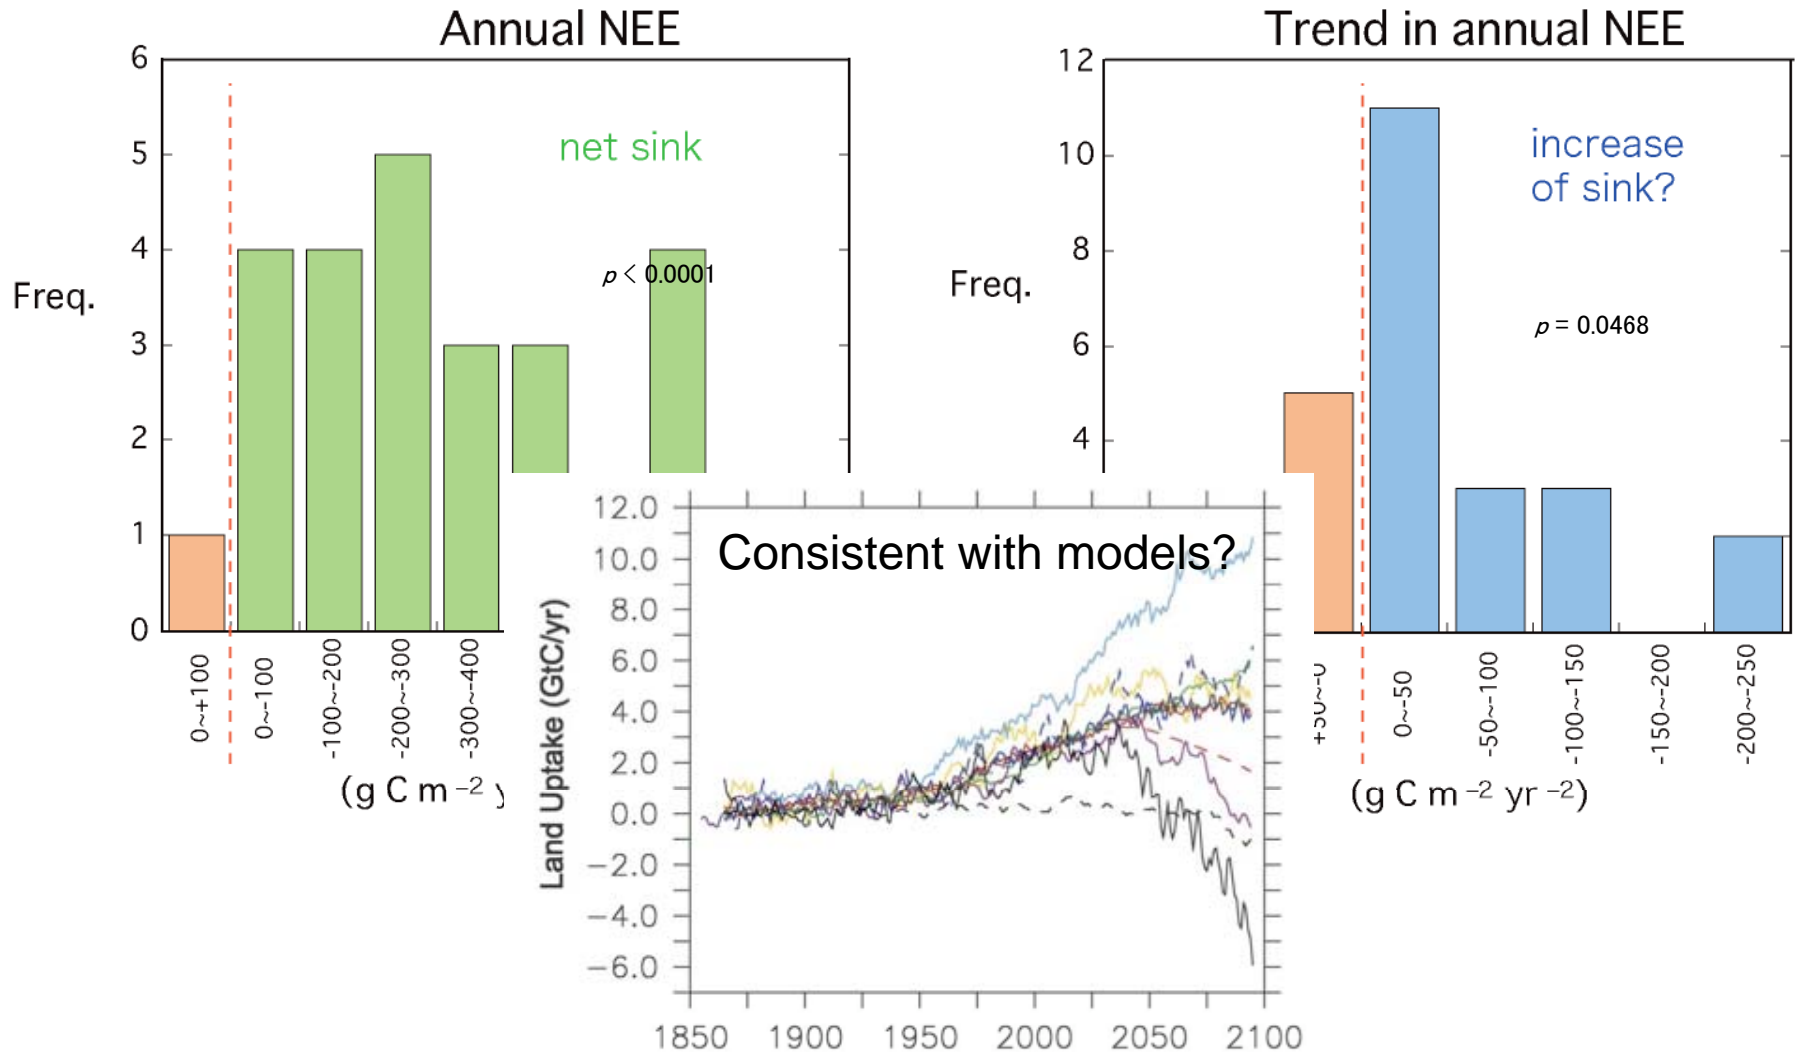 Annual NEE
6
5
4
3
2
1
0
Freq.
net sink
p < 0.0001
0~+100
0~-100
-100~-200
-200~-300
-300~-400
(g C m⁻²
Trend in annual NEE
12
10
8
6
4
Freq.
increase
of sink?
p = 0.0468
0~-50
-50~-100
-100~-150
-150~-200
-200~-250
(g C m⁻² yr⁻²)
Consistent with models?
Land Uptake (GtC/yr)
12.0
10.0
8.0
6.0
4.0
2.0
0.0
−2.0
−4.0
−6.0
1850 1900 1950 2000 2050 2100